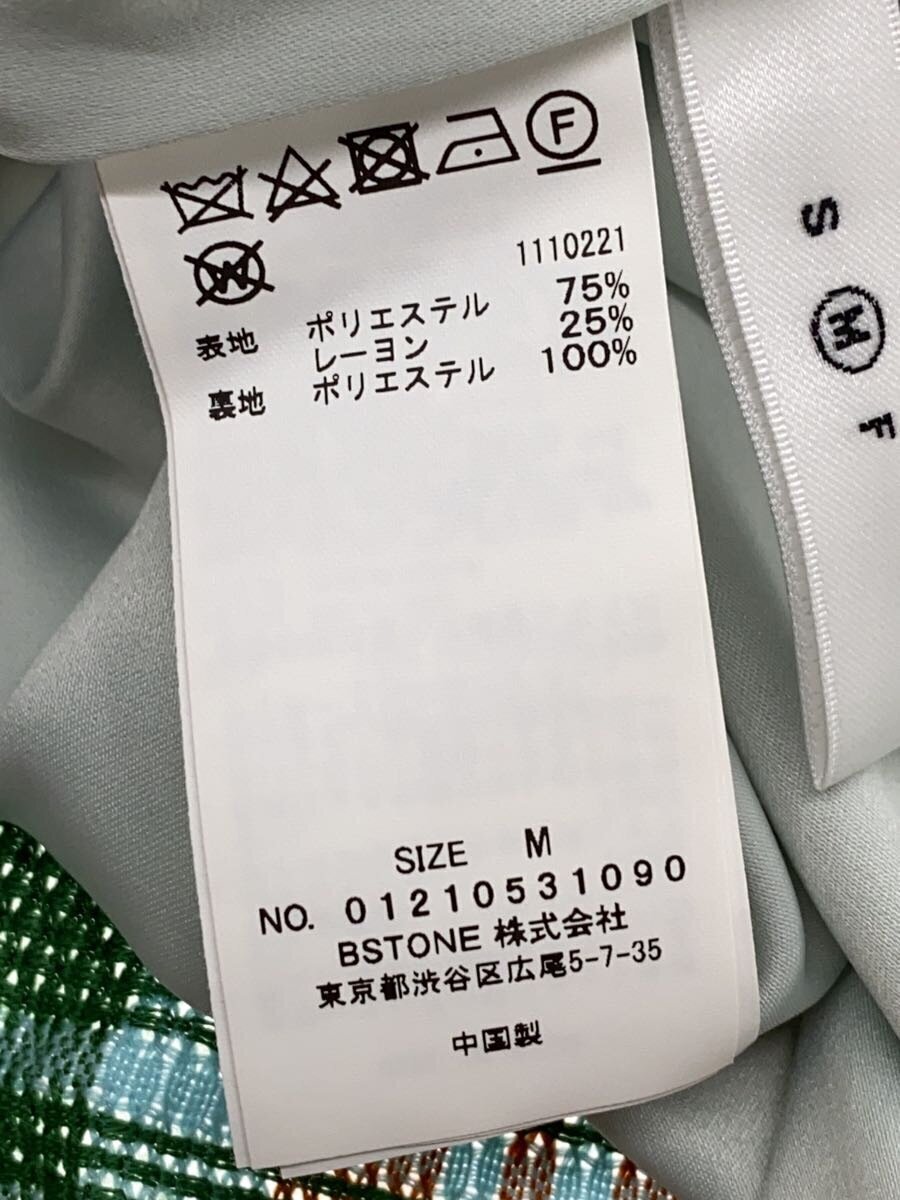 F
W
1110221
表地 ポリエステル 75%
レーヨン 25%
裏地 ポリエステル 100%
SIZE M
NO. 01210531090
BSTONE 株式会社
東京都渋谷区広尾5-7-35
中国製
S M F